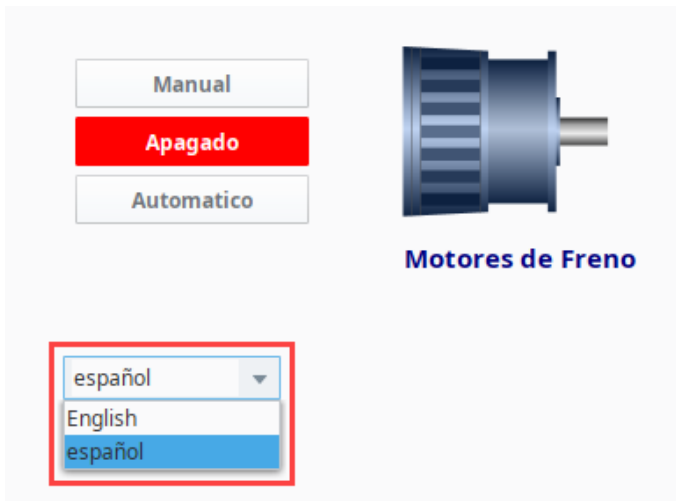 Manual
Apagado
Automatico
Motores de Freno
español
English
español